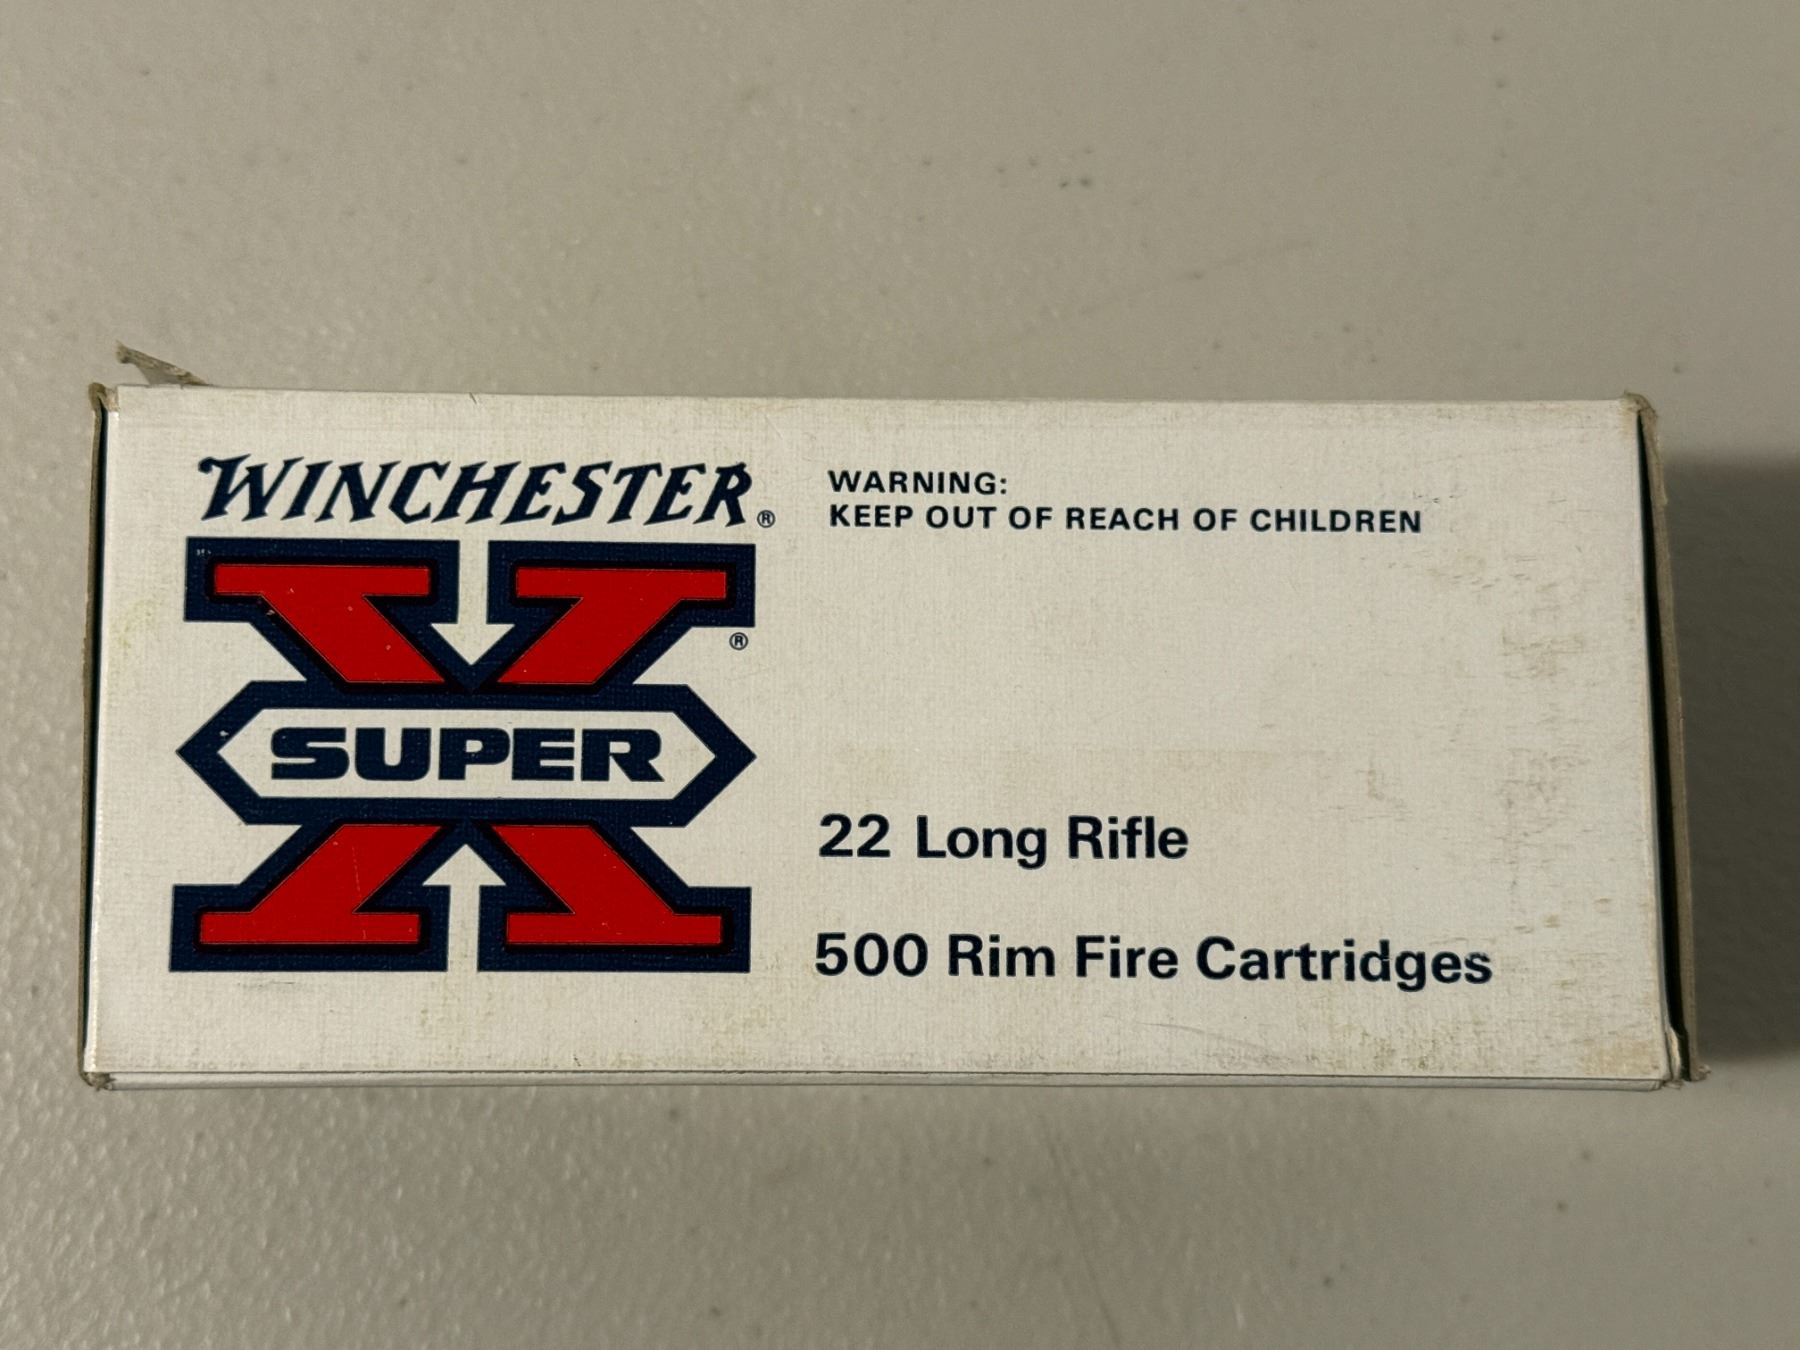 WINCHESTER®
X®
SUPER
WARNING:
KEEP OUT OF REACH OF CHILDREN
22 Long Rifle
500 Rim Fire Cartridges